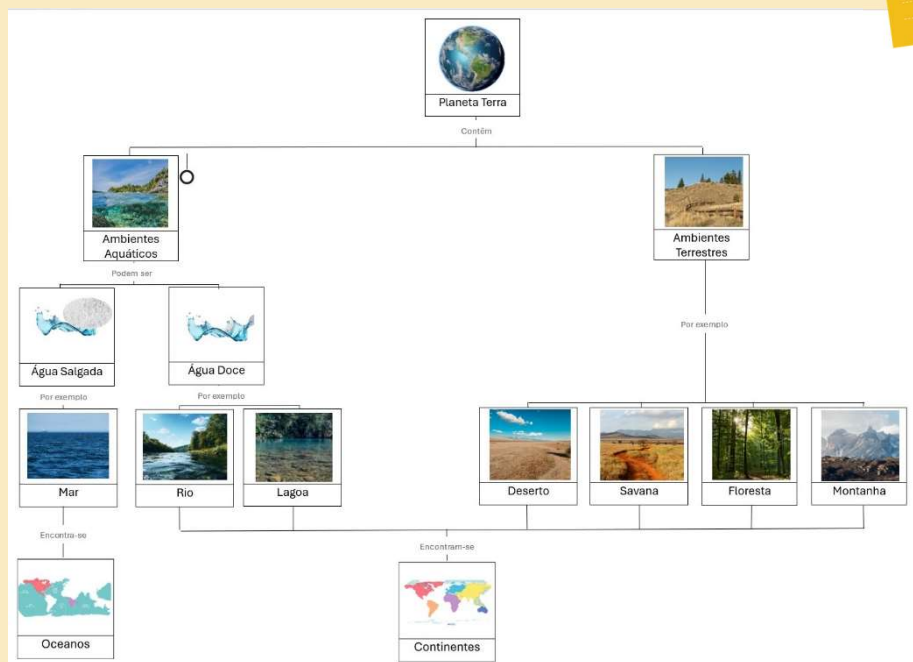 Planeta Terra
Contêm
Ambientes
Aquáticos
Ambientes
Terrestres
Podem ser
Por exemplo
Água Salgada
Água Doce
Por exemplo
Por exemplo
Mar
Rio
Lagoa
Deserto
Savana
Floresta
Montanha
Encontra-se
Encontram-se
Oceanos
Continentes